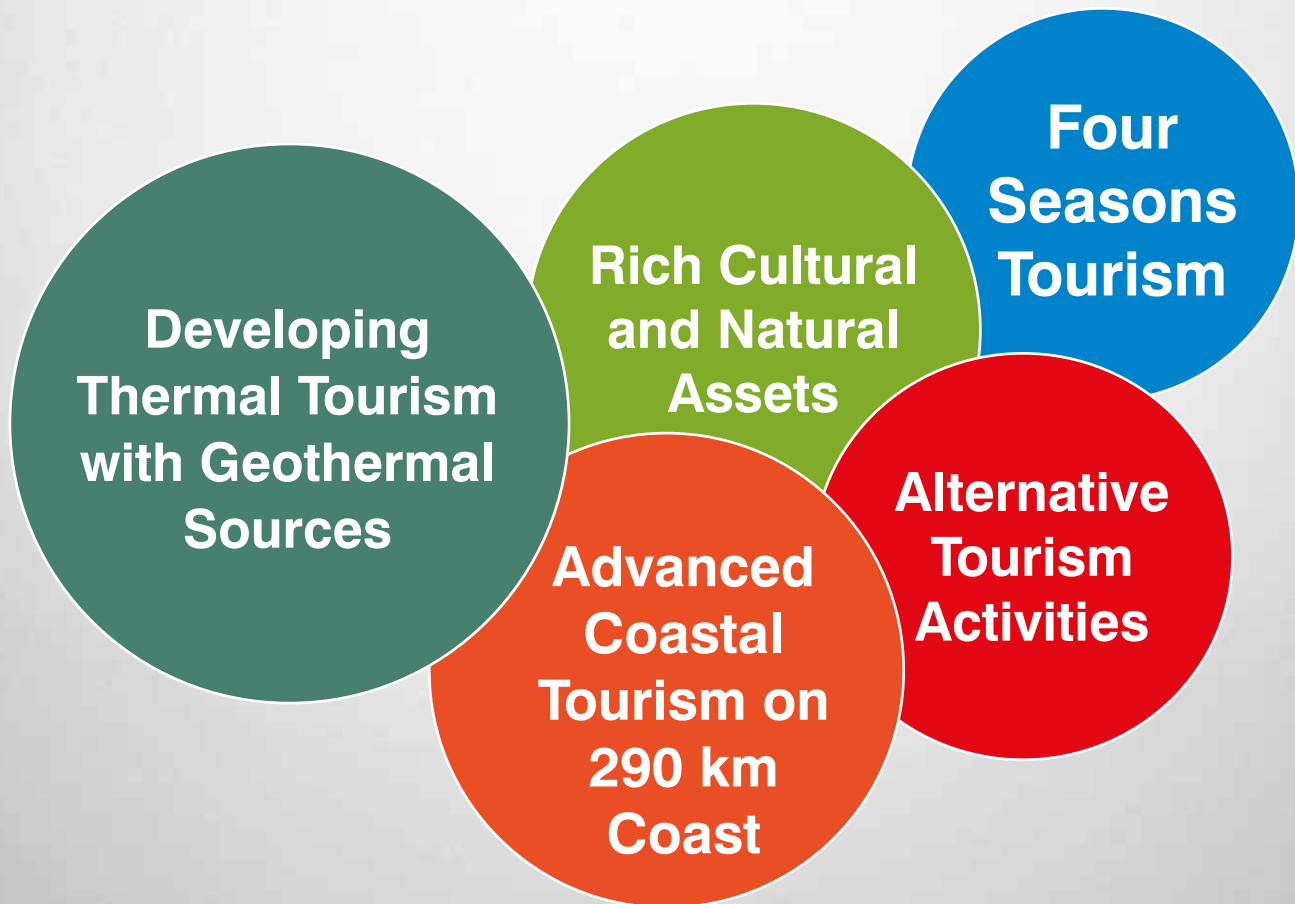 Developing
Thermal Tourism
with Geothermal
Sources
Rich Cultural
and Natural
Assets
Four
Seasons
Tourism
Advanced
Coastal
Tourism on
290 km
Coast
Alternative
Tourism
Activities